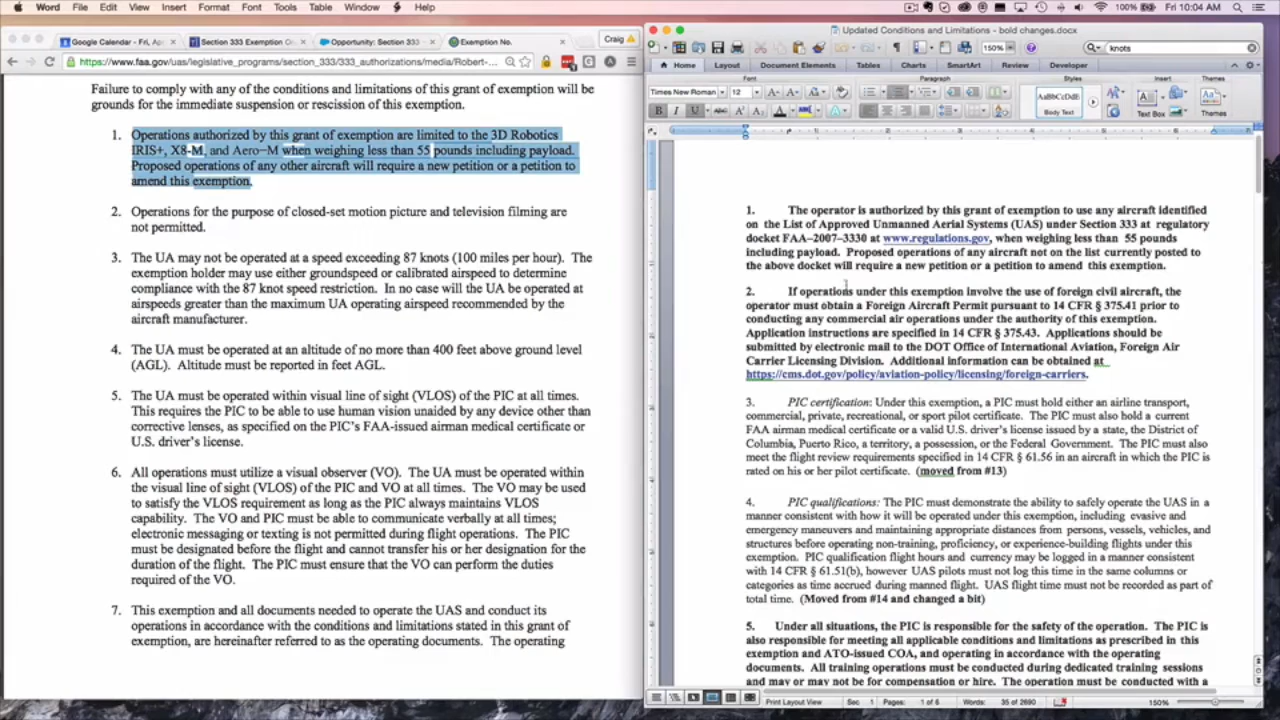 Word File Edit View Insert Format Font Tools Table Window Help
100% Fri 10:04 AM
Google Calendar - Fri, Ap
Section 333 Exemption O
Opportunity: Section 333
Exemption No.
Craig
https://www.faa.gov/uas/legislative_programs/section_333/333_authorizations/media/Robert-...
Failure to comply with any of the conditions and limitations of this grant of exemption will be
grounds for the immediate suspension or rescission of this exemption.
1. Operations authorized by this grant of exemption are limited to the 3D Robotics
IRIS+, X8-M, and Aero-M when weighing less than 55 pounds including payload.
Proposed operations of any other aircraft will require a new petition or a petition to
amend this exemption.
2. Operations for the purpose of closed-set motion picture and television filming are
not permitted.
3. The UA may not be operated at a speed exceeding 87 knots (100 miles per hour). The
exemption holder may use either groundspeed or calibrated airspeed to determine
compliance with the 87 knot speed restriction. In no case will the UA be operated at
airspeeds greater than the maximum UA operating airspeed recommended by the
aircraft manufacturer.
4. The UA must be operated at an altitude of no more than 400 feet above ground level
(AGL). Altitude must be reported in feet AGL.
5. The UA must be operated within visual line of sight (VLOS) of the PIC at all times.
This requires the PIC to be able to use human vision unaided by any device other than
corrective lenses, as specified on the PIC's FAA-issued airman medical certificate or
U.S. driver's license.
6. All operations must utilize a visual observer (VO). The UA must be operated within
the visual line of sight (VLOS) of the PIC and VO at all times. The VO may be used
to satisfy the VLOS requirement as long as the PIC always maintains VLOS
capability. The VO and PIC must be able to communicate verbally at all times;
electronic messaging or texting is not permitted during flight operations. The PIC
must be designated before the flight and cannot transfer his or her designation for the
duration of the flight. The PIC must ensure that the VO can perform the duties
required of the VO.
7. This exemption and all documents needed to operate the UAS and conduct its
operations in accordance with the conditions and limitations stated in this grant of
exemption, are hereinafter referred to as the operating documents. The operating
Updated Conditions and Limitations - bold changes.docx
150% knots
Home Layout Document Elements Tables Charts SmartArt Review Developer
Font Paragraph Styles Insert Themes
Times New Roman 12
AaBbCcDdE
Body Text Text Box Themes
1. The operator is authorized by this grant of exemption to use any aircraft identified
on the List of Approved Unmanned Aerial Systems (UAS) under Section 333 at regulatory
docket FAA-2007-3330 at www.regulations.gov, when weighing less than 55 pounds
including payload. Proposed operations of any aircraft not on the list currently posted to
the above docket will require a new petition or a petition to amend this exemption.
2. If operations under this exemption involve the use of foreign civil aircraft, the
operator must obtain a Foreign Aircraft Permit pursuant to 14 CFR § 375.41 prior to
conducting any commercial air operations under the authority of this exemption.
Application instructions are specified in 14 CFR § 375.43. Applications should be
submitted by electronic mail to the DOT Office of International Aviation, Foreign Air
Carrier Licensing Division. Additional information can be obtained at
https://cms.dot.gov/policy/aviation-policy/licensing/foreign-carriers.
3. PIC certification: Under this exemption, a PIC must hold either an airline transport,
commercial, private, recreational, or sport pilot certificate. The PIC must also hold a current
FAA airman medical certificate or a valid U.S. driver's license issued by a state, the District of
Columbia, Puerto Rico, a territory, a possession, or the Federal Government. The PIC must also
meet the flight review requirements specified in 14 CFR § 61.56 in an aircraft in which the PIC is
rated on his or her pilot certificate. (moved from #13)
4. PIC qualifications: The PIC must demonstrate the ability to safely operate the UAS in a
manner consistent with how it will be operated under this exemption, including evasive and
emergency maneuvers and maintaining appropriate distances from persons, vessels, vehicles, and
structures before operating non-training, proficiency, or experience-building flights under this
exemption. PIC qualification flight hours and currency may be logged in a manner consistent
with 14 CFR § 61.51(b), however UAS pilots must not log this time in the same columns or
categories as time accrued during manned flight. UAS flight time must not be recorded as part of
total time. (Moved from #14 and changed a bit)
5. Under all situations, the PIC is responsible for the safety of the operation. The PIC is
also responsible for meeting all applicable conditions and limitations as prescribed in this
exemption and ATO-issued COA, and operating in accordance with the operating
documents. All training operations must be conducted during dedicated training sessions
and may or may not be for compensation or hire. The operation must be conducted with a
Print Layout View Sec 1 Pages: 1 of 6 Words: 35 of 2690 150%